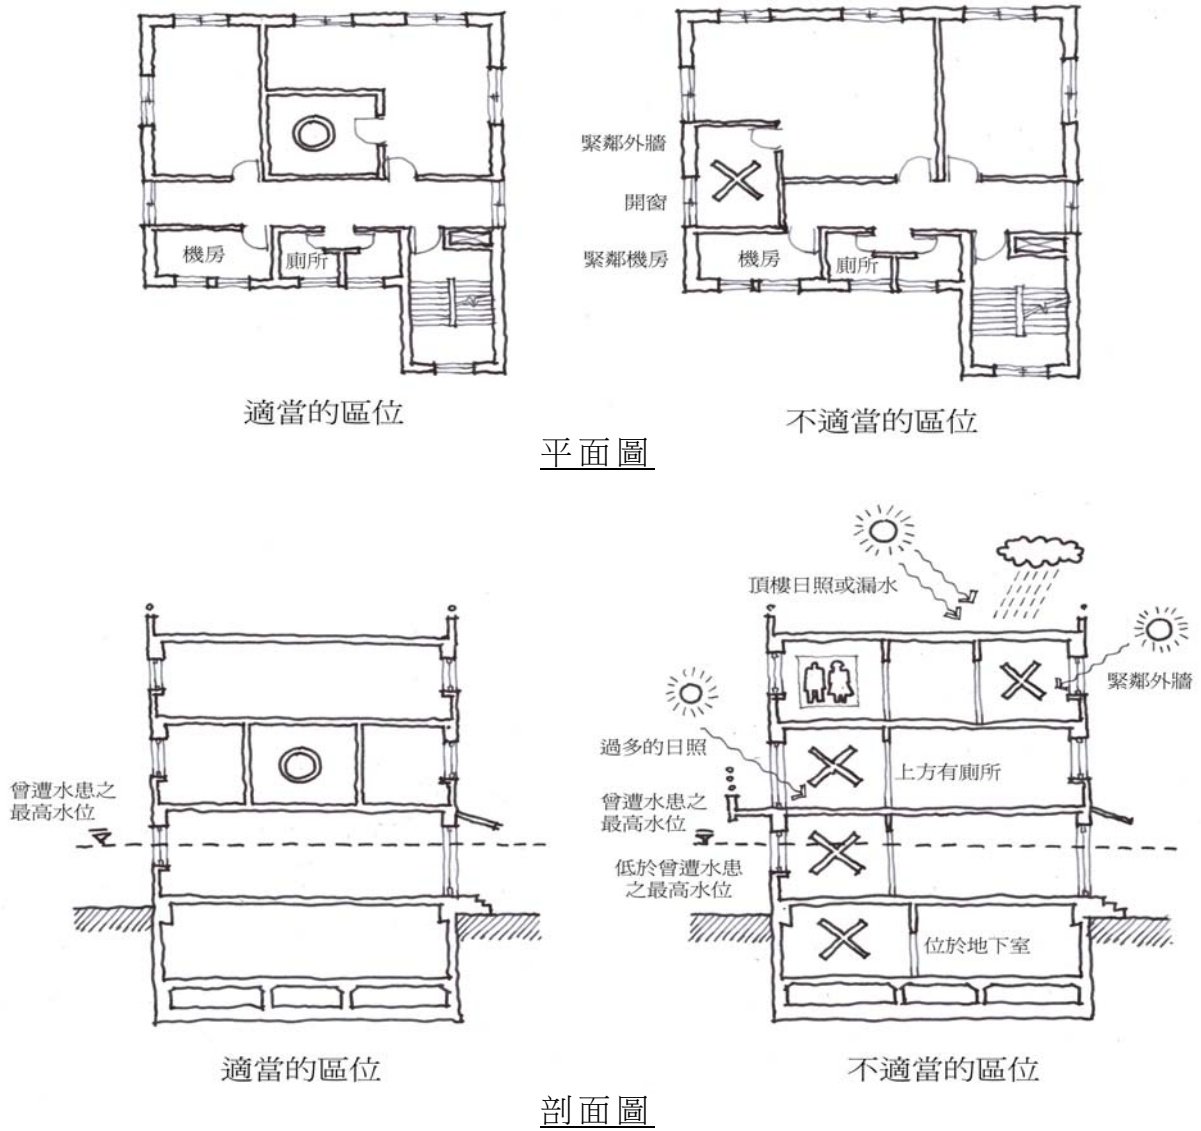 緊鄰外牆
開窗
緊鄰機房
機房
廁所
機房
廁所
適當的區位
不適當的區位
平面圖
頂樓日照或漏水
緊鄰外牆
過多的日照
上方有廁所
曾遭水患之
最高水位
曾遭水患之
最高水位
低於曾遭水患
之最高水位
位於地下室
適當的區位
不適當的區位
剖面圖